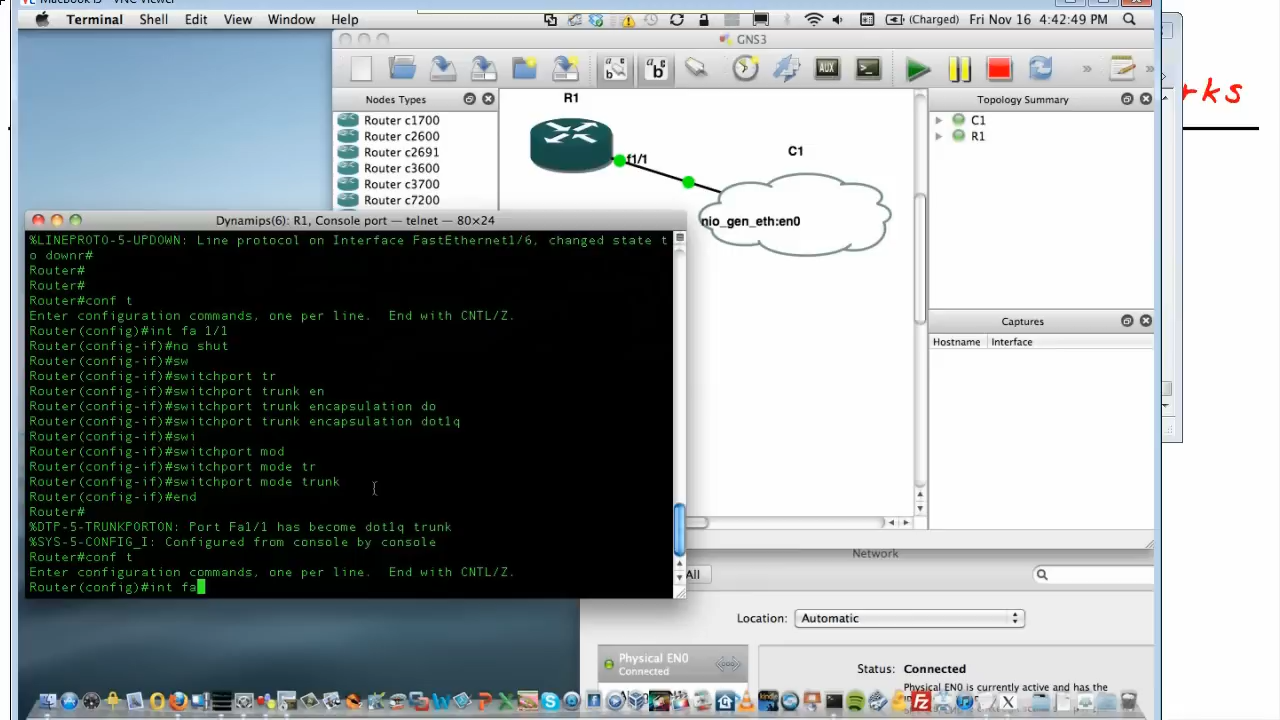 Terminal Shell Edit View Window Help
(Charged) Fri Nov 16 4:42:49 PM
GNS3
AUX
Nodes Types
Router c1700
Router c2600
Router c2691
Router c3600
Router c3700
Router c7200
R1
f1/1
C1
nio_gen_eth:en0
Topology Summary
C1
R1
Captures
Hostname Interface
Dynamips(6): R1, Console port — telnet — 80×24
%LINEPROTO-5-UPDOWN: Line protocol on Interface FastEthernet1/6, changed state t
o downr#
Router#
Router#
Router#conf t
Enter configuration commands, one per line.  End with CNTL/Z.
Router(config)#int fa 1/1
Router(config-if)#no shut
Router(config-if)#sw
Router(config-if)#switchport tr
Router(config-if)#switchport trunk en
Router(config-if)#switchport trunk encapsulation do
Router(config-if)#switchport trunk encapsulation dot1q
Router(config-if)#swi
Router(config-if)#switchport mod
Router(config-if)#switchport mode tr
Router(config-if)#switchport mode trunk
Router(config-if)#end
Router#
%DTP-5-TRUNKPORTON: Port Fa1/1 has become dot1q trunk
%SYS-5-CONFIG_I: Configured from console by console
Router#conf t
Enter configuration commands, one per line.  End with CNTL/Z.
Router(config)#int fa
Network
All
Location: Automatic
Physical EN0
Connected
Status: Connected
Physical EN0 is currently active and has the